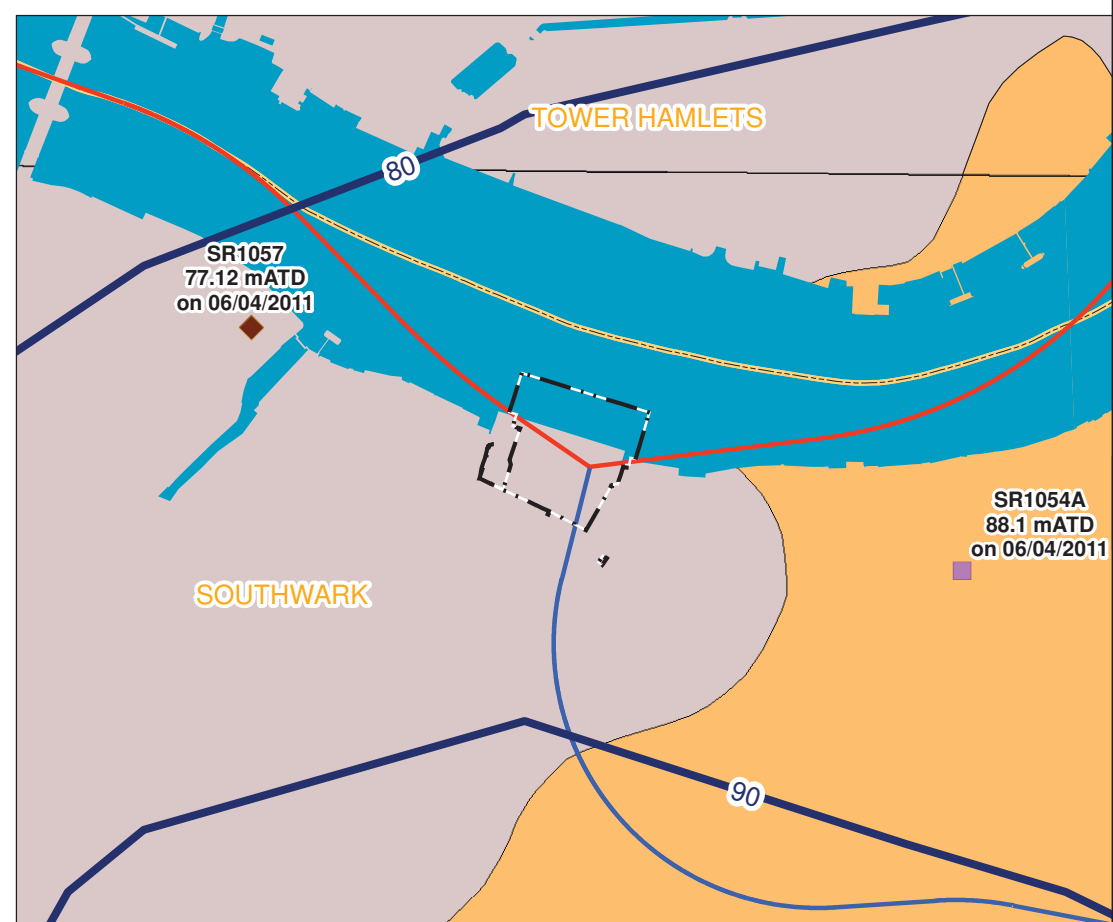 TOWER HAMLETS
80
SR1057
77.12 mATD
on 06/04/2011
SR1054A
88.1 mATD
on 06/04/2011
SOUTHWARK
90